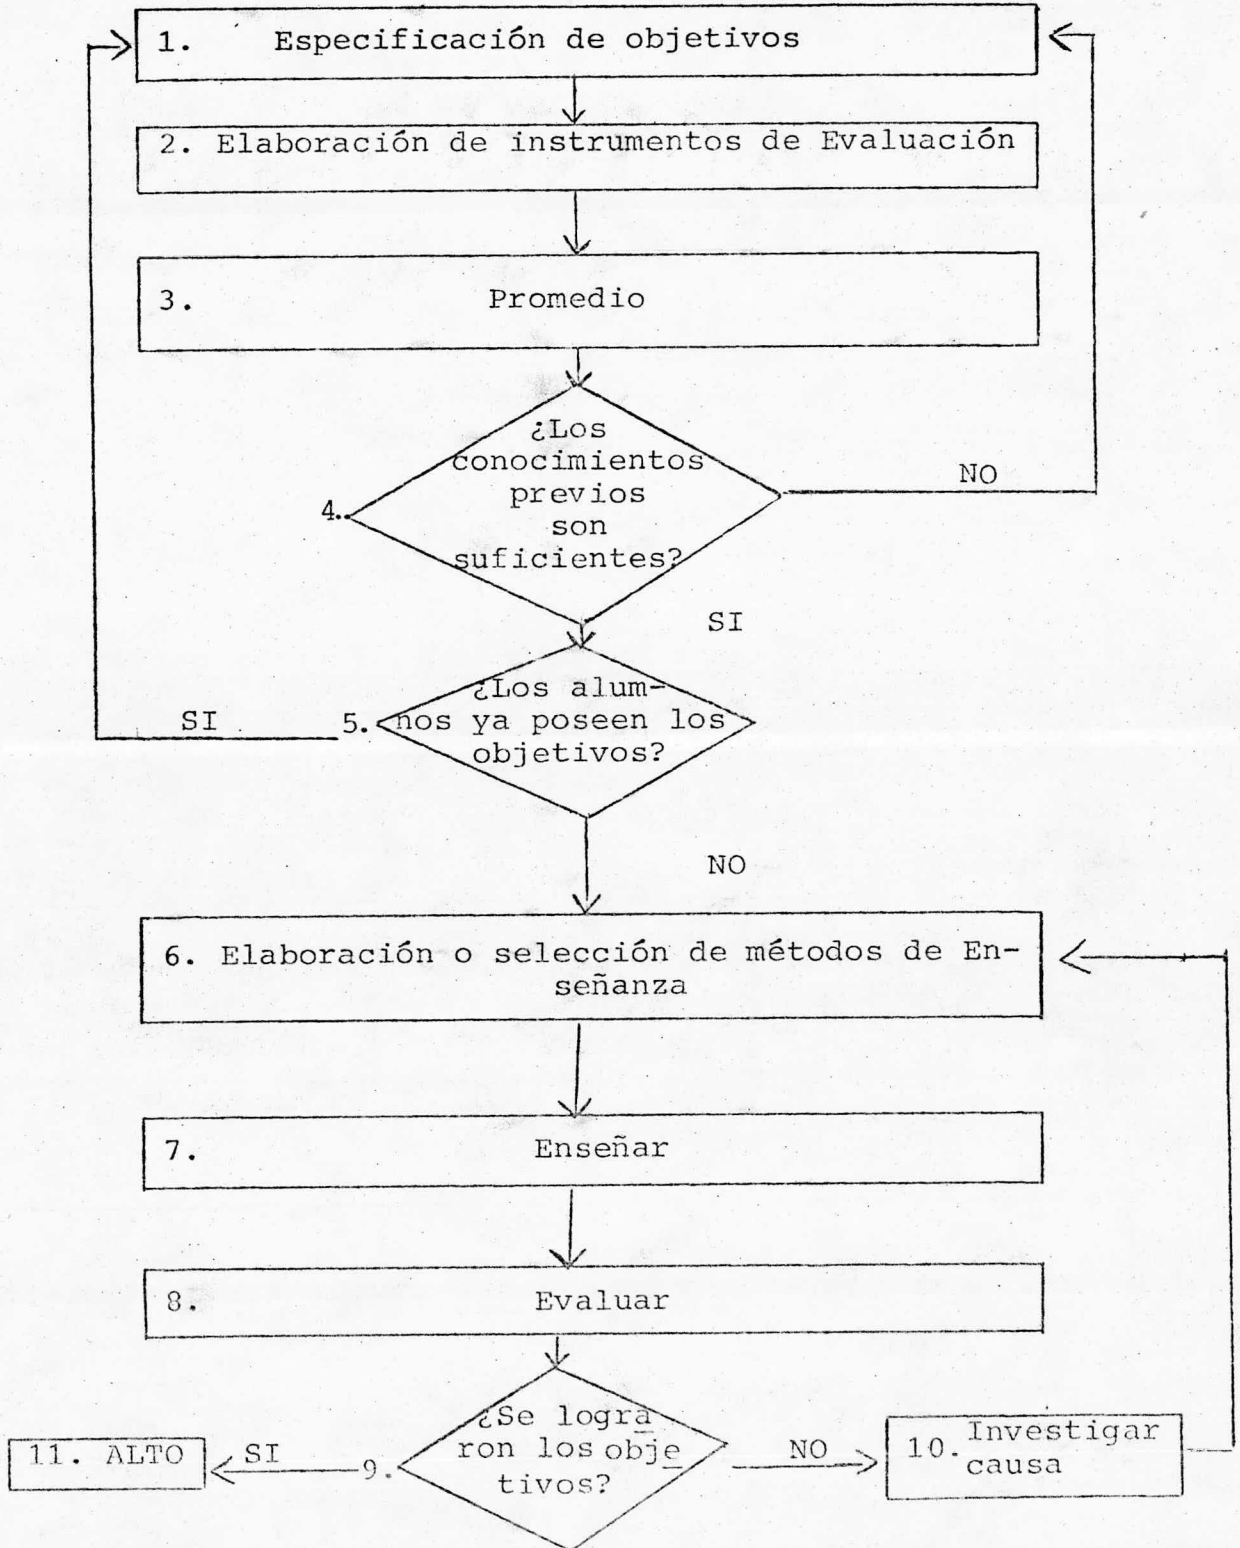 1. Especificación de objetivos
2. Elaboración de instrumentos de Evaluación
3. Promedio
¿Los
conocimientos
previos
4. son
suficientes?
NO
SI
¿Los alum-
5. nos ya poseen los
objetivos?
SI
NO
6. Elaboración o selección de métodos de En-
señanza
7. Enseñar
8. Evaluar
¿Se logra
9. ron los obje
tivos?
SI
11. ALTO
NO
10. Investigar
causa